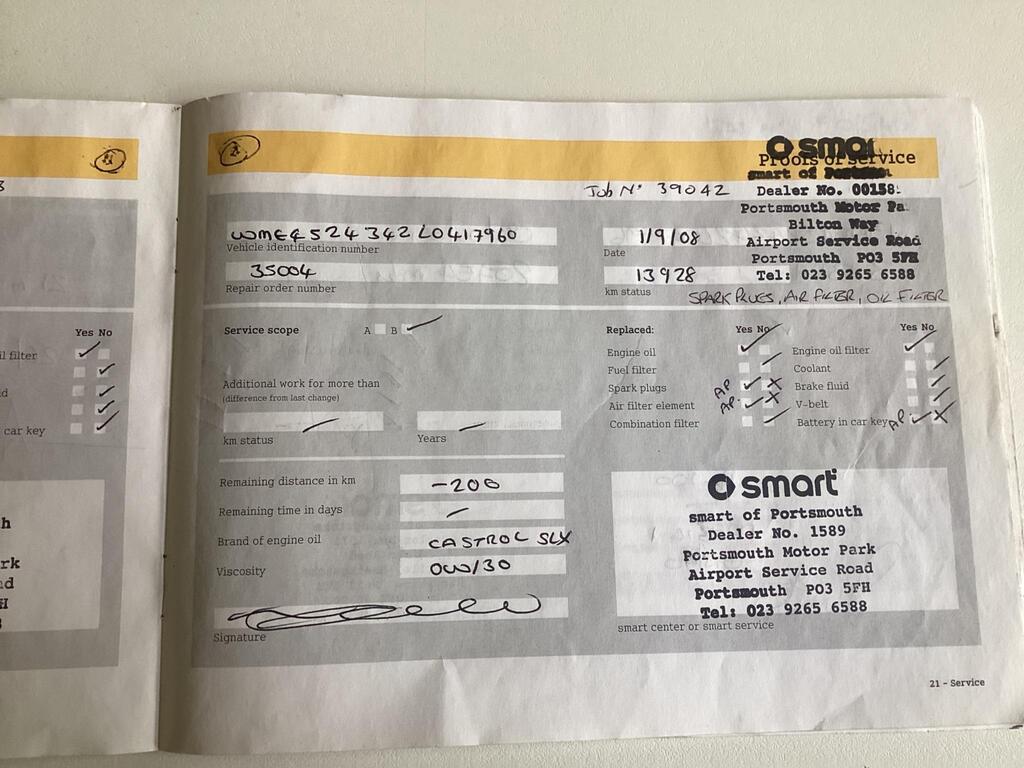 il filter
car key
Yes No
smart
Proofs of service
smart of
Job No 39042
Dealer No. 00158
Portsmouth Motor Pa
Bilton Way
Airport Service Road
Portsmouth PO3 5FH
Tel: 023 9265 6588
WME4524342L0417960
Vehicle identification number
1/9/08
Date
35004
Repair order number
13928
km status
SPARK PLUGS, AIR FILTER, OIL FILTER
Service scope A B
Replaced: Yes No Yes No
Engine oil Engine oil filter
Fuel filter Coolant
AP Spark plugs Brake fluid
AP. Air filter element V-belt
Combination filter Battery in car key AP.
Additional work for more than
(difference from last change)
km status Years
Remaining distance in km -200
Remaining time in days -
Brand of engine oil CASTROL SLX
Viscosity 0W/30
Signature
smart
smart of Portsmouth
Dealer No. 1589
Portsmouth Motor Park
Airport Service Road
Portsmouth PO3 5FH
Tel: 023 9265 6588
smart center or smart service
21 - Service